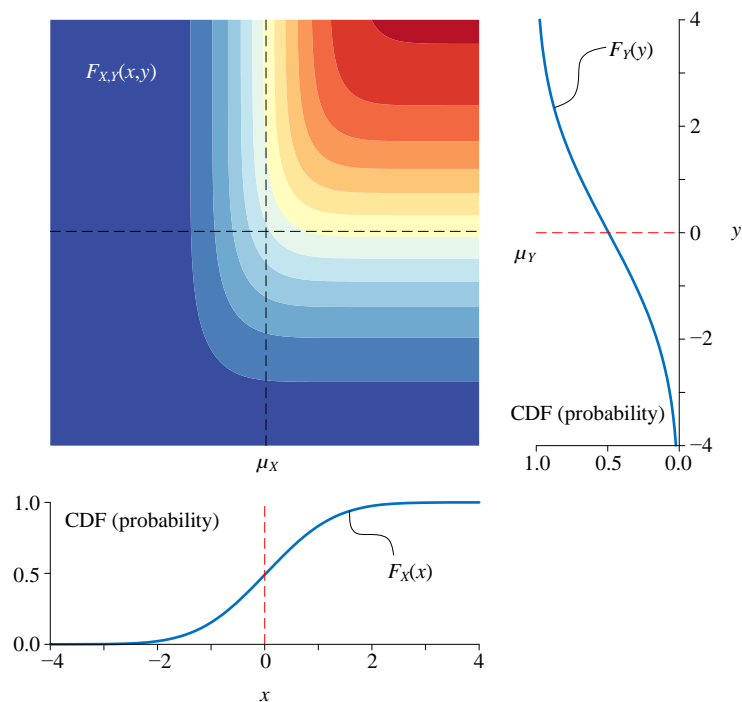 F_{X,Y}(x,y)
μ_X
4
2
0
−2
−4
y
F_Y(y)
μ_Y
CDF (probability)
1.0
0.5
0.0
1.0
0.5
0.0
CDF (probability)
F_X(x)
−4
−2
0
2
4
x